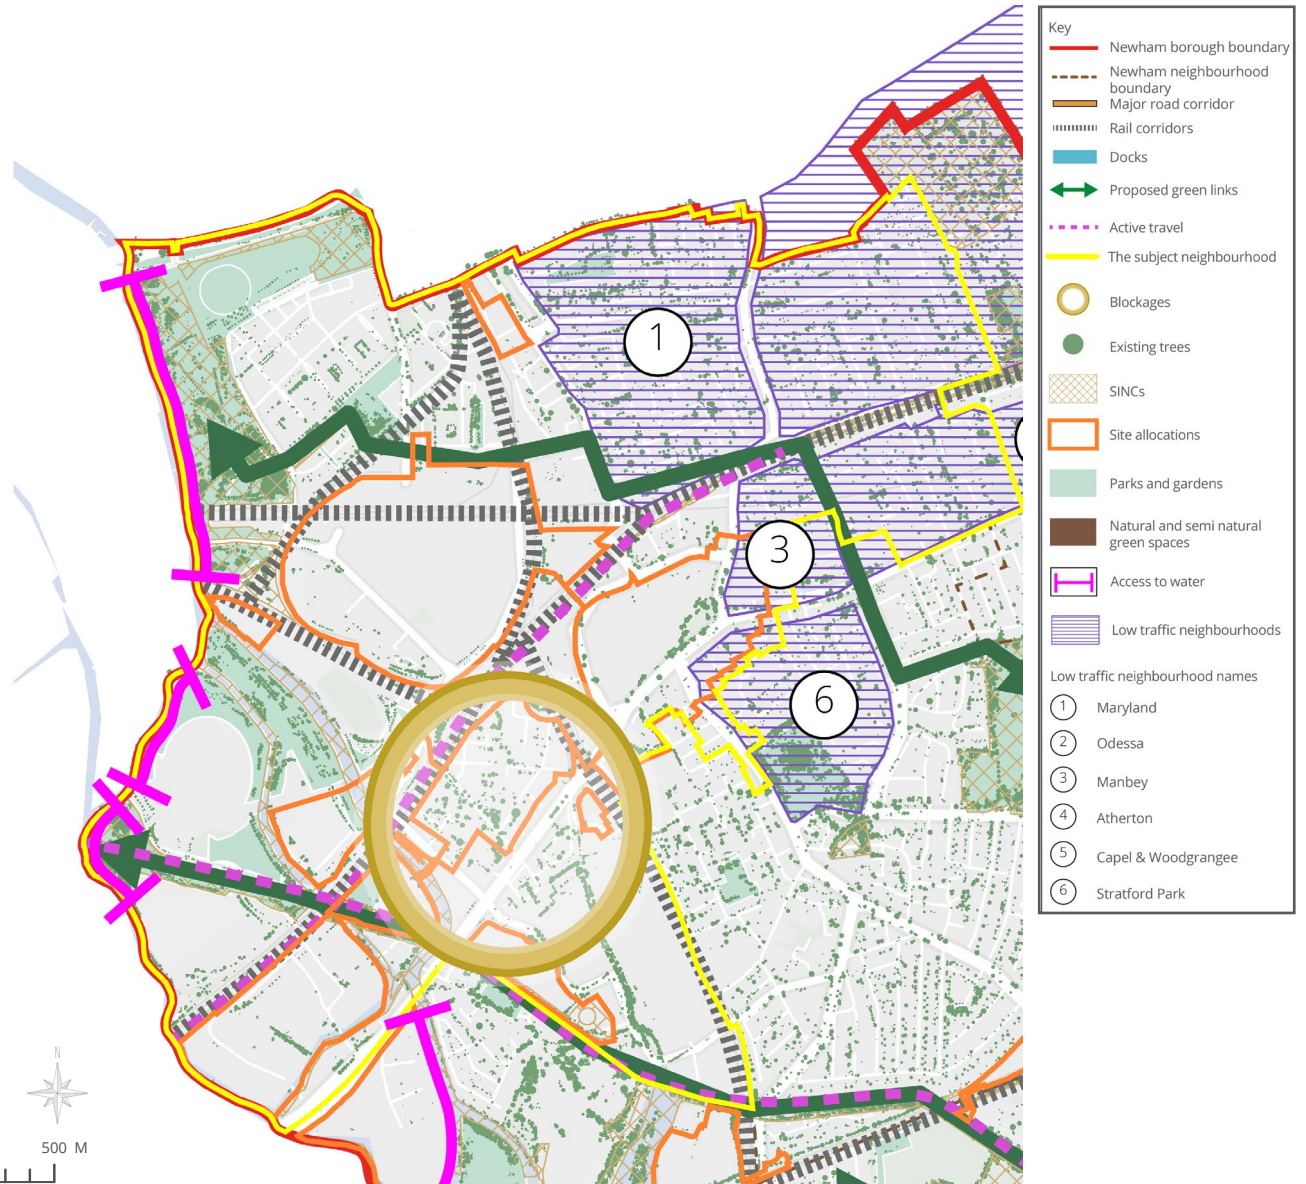 1
3
6
N
500 M
Key
Newham borough boundary
Newham neighbourhood
boundary
Major road corridor
Rail corridors
Docks
Proposed green links
Active travel
The subject neighbourhood
Blockages
Existing trees
SINCs
Site allocations
Parks and gardens
Natural and semi natural
green spaces
Access to water
Low traffic neighbourhoods
Low traffic neighbourhood names
1 Maryland
2 Odessa
3 Manbey
4 Atherton
5 Capel & Woodgrangee
6 Stratford Park